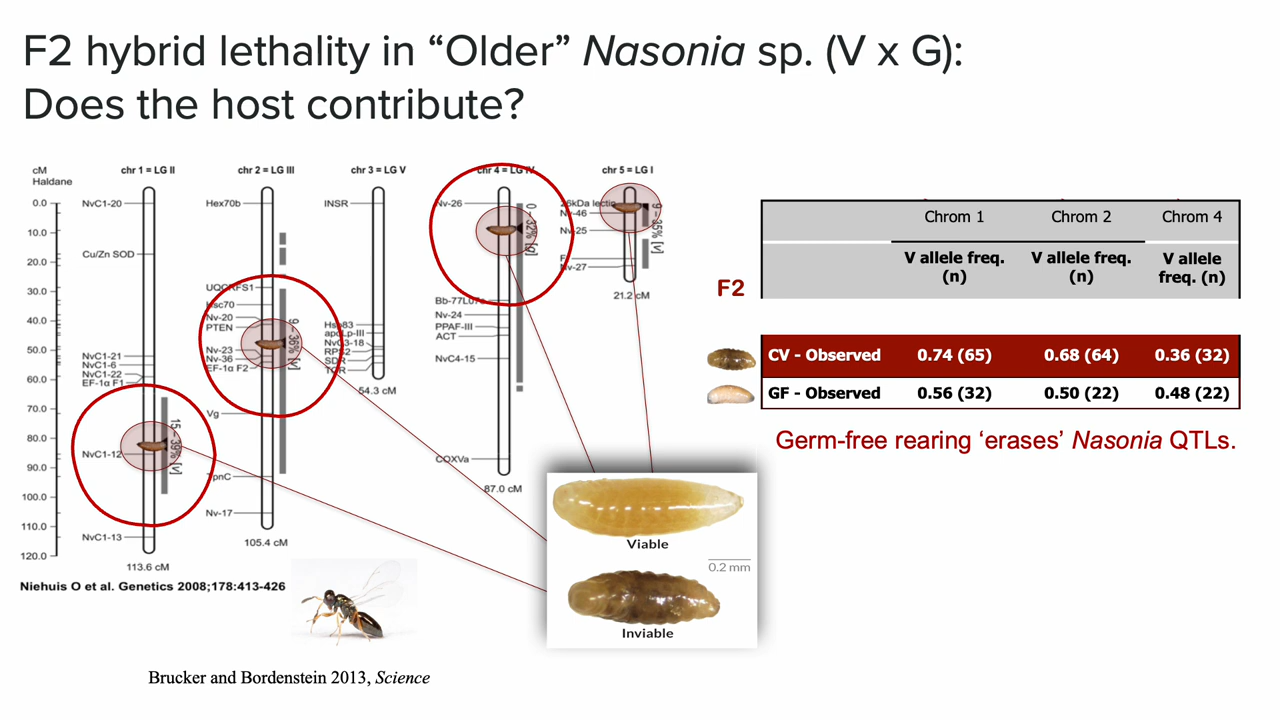 F2 hybrid lethality in “Older” Nasonia sp. (V x G):
Does the host contribute?
cM
Haldane
0.0
10.0
20.0
30.0
40.0
50.0
60.0
70.0
80.0
90.0
100.0
110.0
120.0
chr 1 = LG II
NvC1-20
Cu/Zn SOD
NvC1-21
NvC1-6
NvC1-22
EF-1α F1
NvC1-12
NvC1-13
15 – 39% [v]
113.6 cM
chr 2 = LG III
Hex70b
UQCRFS1
Hsc70
Nv-20
PTEN
Nv-23
Nv-36
EF-1α F2
Vg
TpnC
Nv-17
9 – 36% [v]
105.4 cM
chr 3 = LG V
INSR
Hsp83
NvC3-18
54.3 cM
chr 4 = LG IV
Nv-26
Nv-24
PPAF-III
ACT
NvC4-15
COXVa
0 – 32% [g]
87.0 cM
chr 5 = LG I
Nv-46
Nv-25
Nv-27
9 – 35% [v]
21.2 cM
Niehuis O et al. Genetics 2008;178:413-426
Viable
0.2 mm
Inviable
Brucker and Bordenstein 2013, Science
F2
Chrom 1 Chrom 2 Chrom 4
V allele freq. (n) V allele freq. (n) V allele freq. (n)
CV - Observed 0.74 (65) 0.68 (64) 0.36 (32)
GF - Observed 0.56 (32) 0.50 (22) 0.48 (22)
Germ-free rearing ‘erases’ Nasonia QTLs.